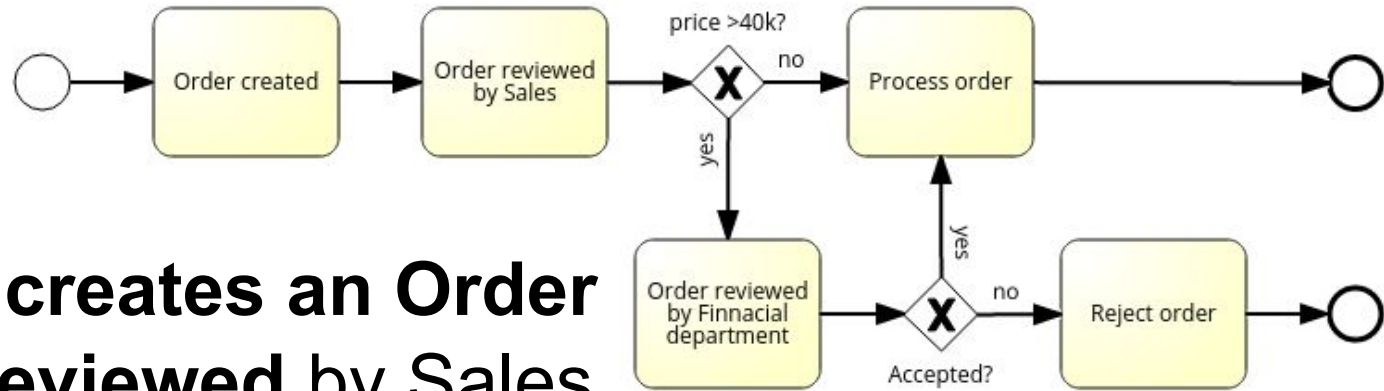 price >40k?
Order created
Order reviewed
by Sales
no
Process order
yes
creates an Order
eviewed by Sales
Order reviewed
by Finnacial
department
yes
no
Reject order
Accepted?